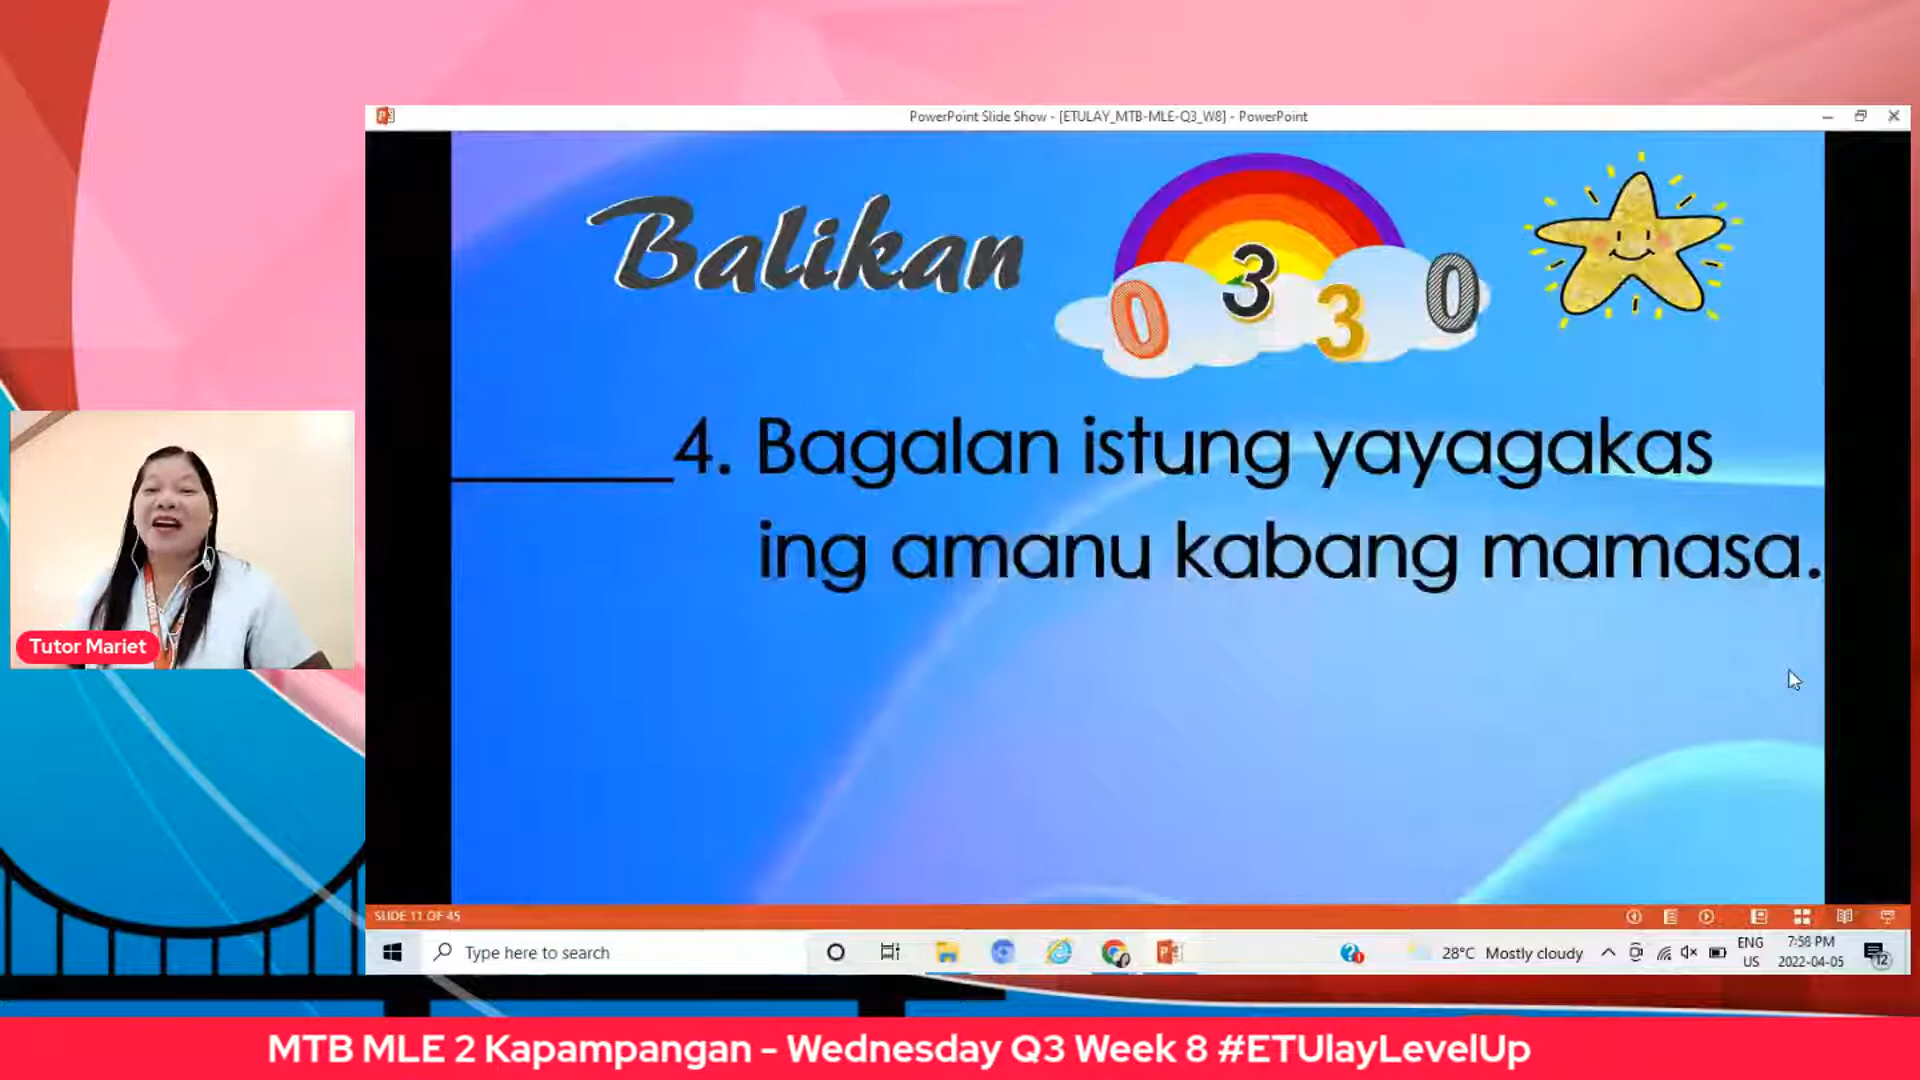 PowerPoint Slide Show - [ETULAY_MTB-MLE-Q3_W8] - PowerPoint
Balikan
0 3 3 0
4. Bagalan istung yayagakas
ing amanu kabang mamasa.
Tutor Mariet
SLIDE 11 OF 45
Type here to search
28°C Mostly cloudy
ENG
US
7:58 PM
2022-04-05
12
MTB MLE 2 Kapampangan - Wednesday Q3 Week 8 #ETUlayLevelUp